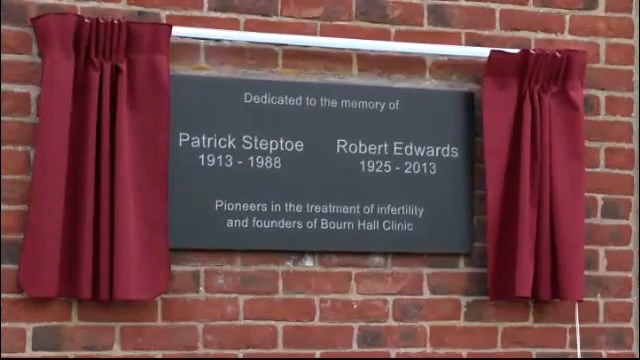 Dedicated to the memory of
Patrick Steptoe Robert Edwards
1913 - 1988 1925 - 2013
Pioneers in the treatment of infertility
and founders of Bourn Hall Clinic